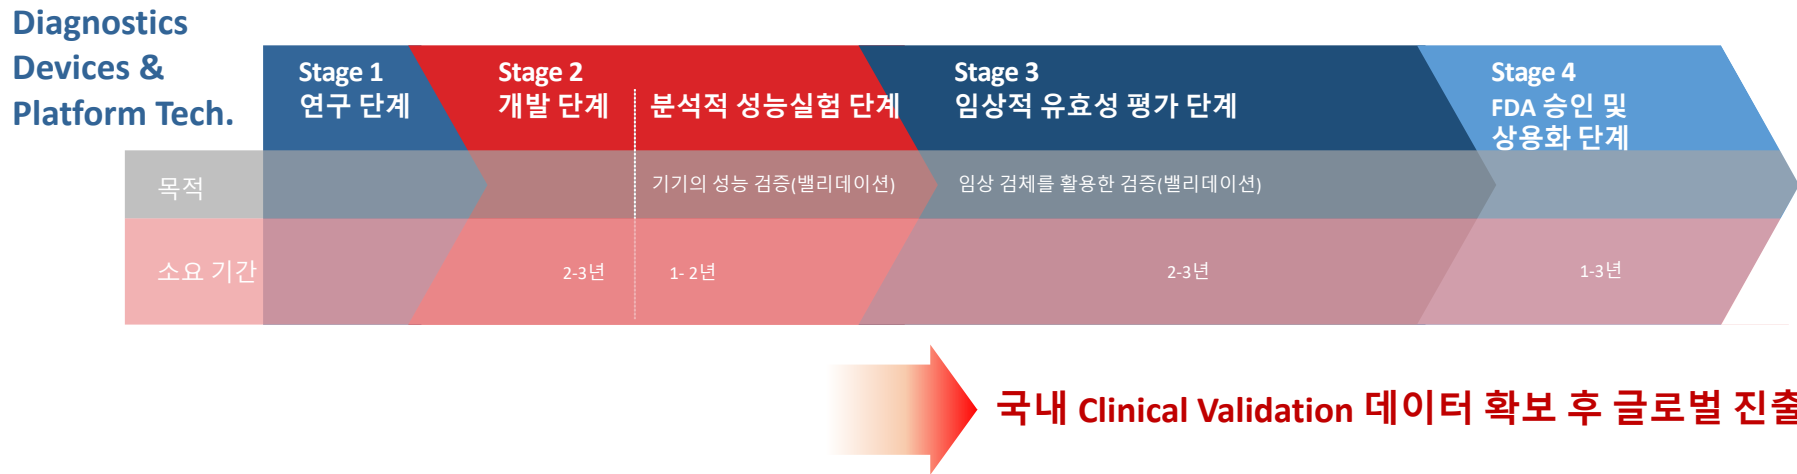 Diagnostics
Devices &
Platform Tech.
Stage 1
연구 단계
Stage 2
개발 단계
분석적 성능실험 단계
Stage 3
임상적 유효성 평가 단계
Stage 4
FDA 승인 및
상용화 단계
목적
기기의 성능 검증(밸리데이션)
임상 검체를 활용한 검증(밸리데이션)
소요 기간
2-3년
1- 2년
2-3년
1-3년
국내 Clinical Validation 데이터 확보 후 글로벌 진출